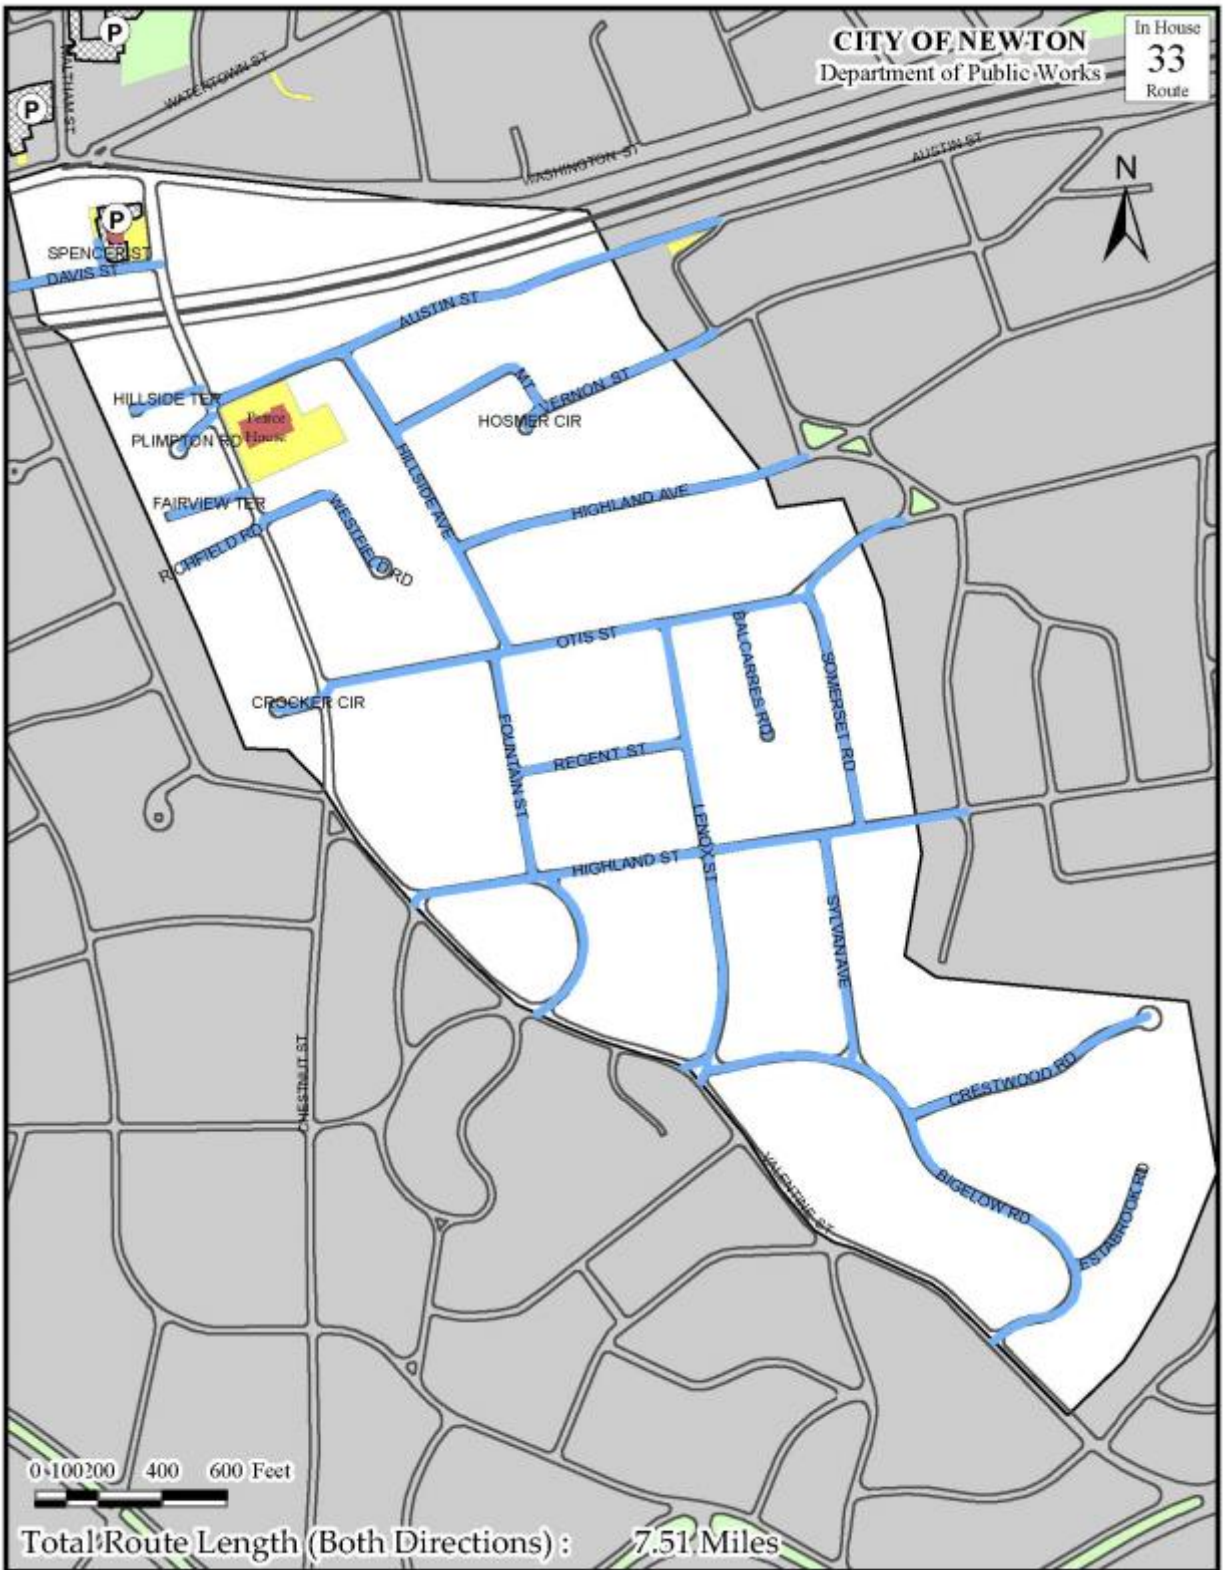 CITY OF NEWTON
Department of Public Works
In House
33
Route
P
WALTHAM ST
WATERTOWN ST
P
WASHINGTON ST
AUSTIN ST
N
P
SPENCER ST
DAVIS ST
AUSTIN ST
HILLSIDE TER
MT
VERNON ST
Peirce
House
HOSMER CIR
PLIMPTON RD
HILLSIDE AVE
HIGHLAND AVE
FAIRVIEW TER
WESTFIELD RD
RICHFIELD RD
OTIS ST
BALCARRES RD
SOMERSET RD
CROCKER CIR
FOUNTAIN ST
REGENT ST
LENOX ST
HIGHLAND ST
SYLVAN AVE
CHESTNUT ST
CRESTWOOD RD
VALENTINE ST
BIGELOW RD
ESTABROOK RD
0 100200 400 600 Feet
Total Route Length (Both Directions) : 7.51 Miles